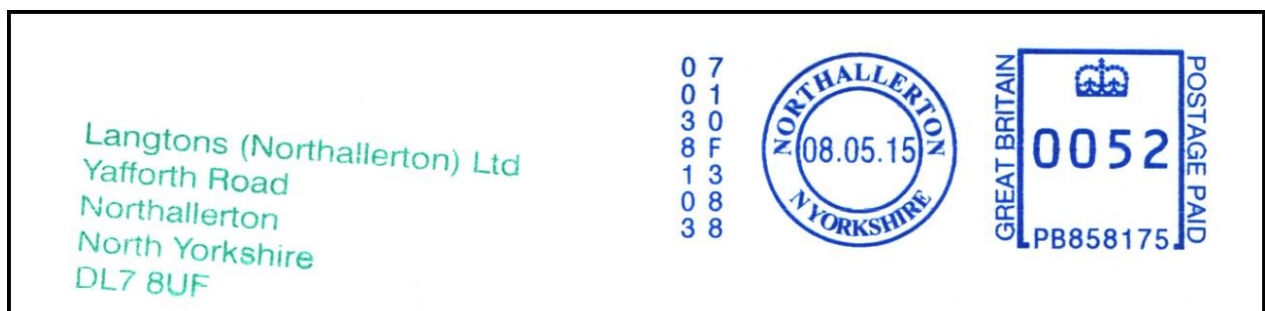 Langtons (Northallerton) Ltd
Yafforth Road
Northallerton
North Yorkshire
DL7 8UF
0 7
0 1
3 0
8 F
1 3
0 8
3 8
NORTHALLERTON
08.05.15
N YORKSHIRE
GREAT BRITAIN
0052
PB858175
POSTAGE PAID